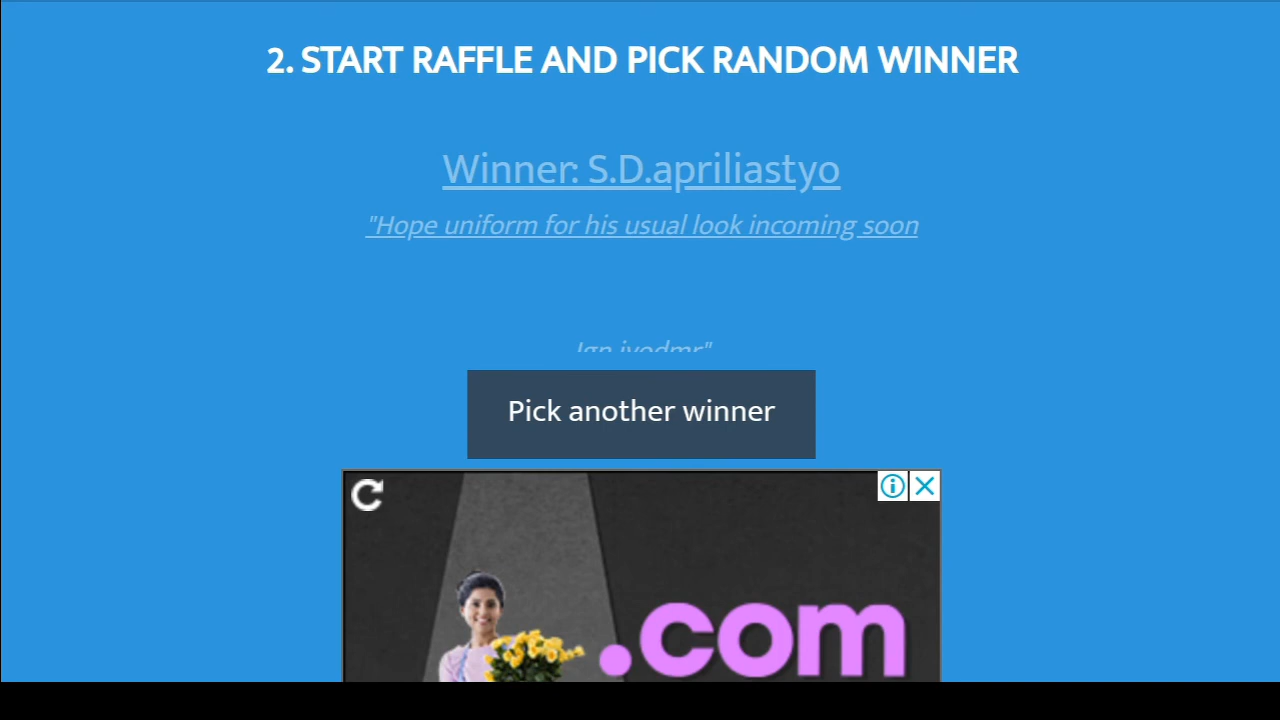 2. START RAFFLE AND PICK RANDOM WINNER
Winner: S.D.apriliastyo
"Hope uniform for his usual look incoming soon
Ign
Pick another winner
.com